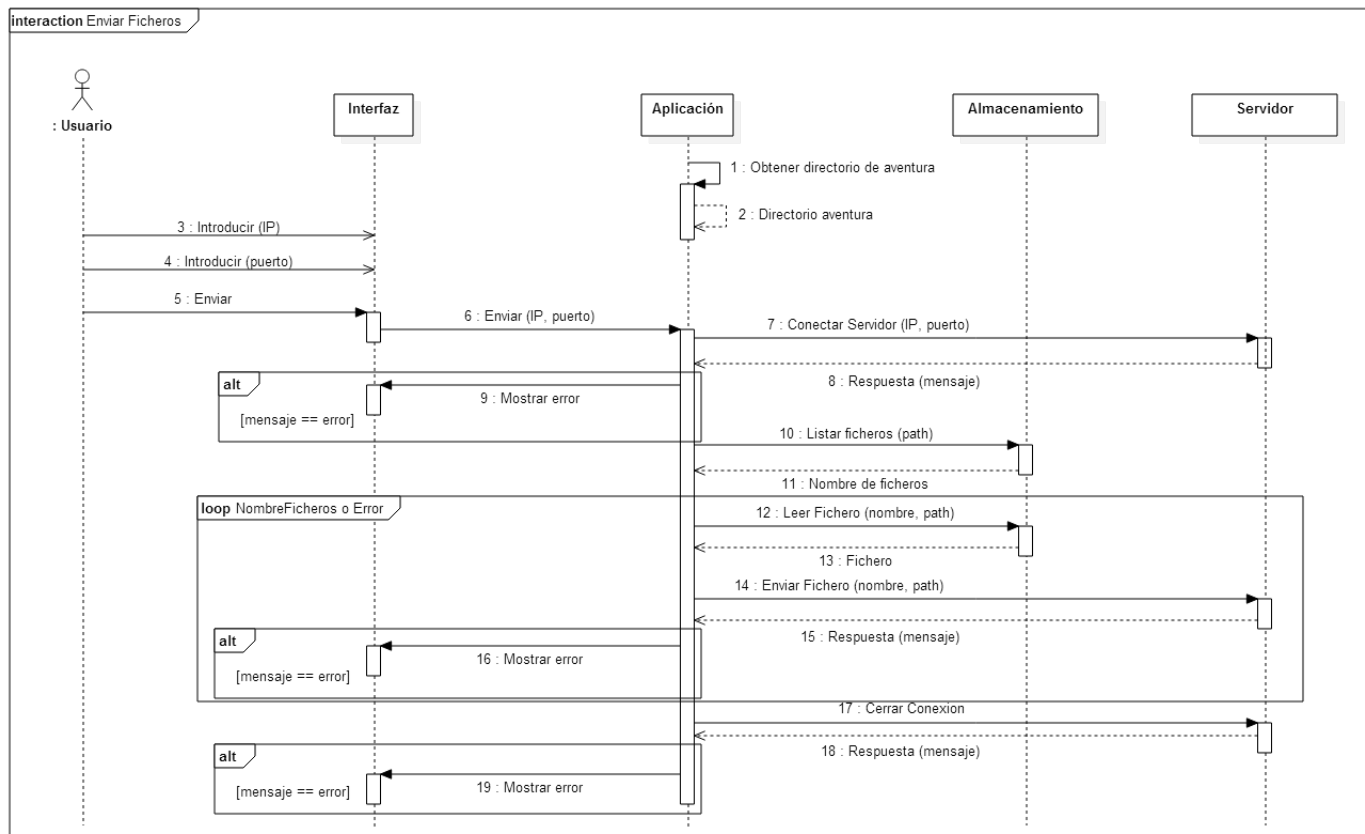 interaction Enviar Ficheros
: Usuario
Interfaz
Aplicación
Almacenamiento
Servidor
1 : Obtener directorio de aventura
2 : Directorio aventura
3 : Introducir (IP)
4 : Introducir (puerto)
5 : Enviar
6 : Enviar (IP, puerto)
7 : Conectar Servidor (IP, puerto)
8 : Respuesta (mensaje)
alt
9 : Mostrar error
[mensaje == error]
10 : Listar ficheros (path)
11 : Nombre de ficheros
loop NombreFicheros o Error
12 : Leer Fichero (nombre, path)
13 : Fichero
14 : Enviar Fichero (nombre, path)
15 : Respuesta (mensaje)
alt
16 : Mostrar error
[mensaje == error]
17 : Cerrar Conexion
18 : Respuesta (mensaje)
alt
19 : Mostrar error
[mensaje == error]